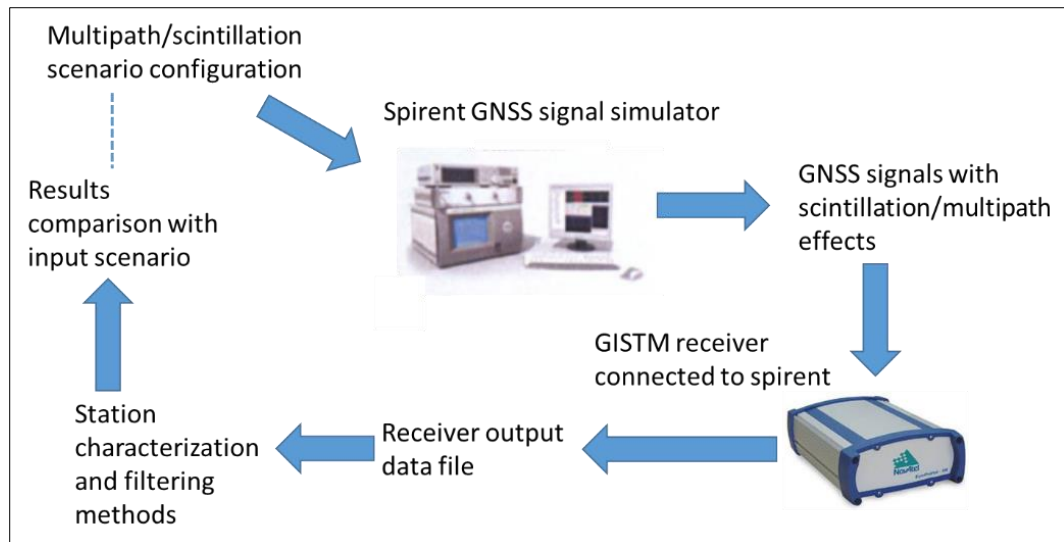 Multipath/scintillation
scenario configuration
Spirent GNSS signal simulator
GNSS signals with
scintillation/multipath
effects
Results
comparison with
input scenario
GISTM receiver
connected to spirent
Station
characterization
and filtering
methods
Receiver output
data file
NovAtel